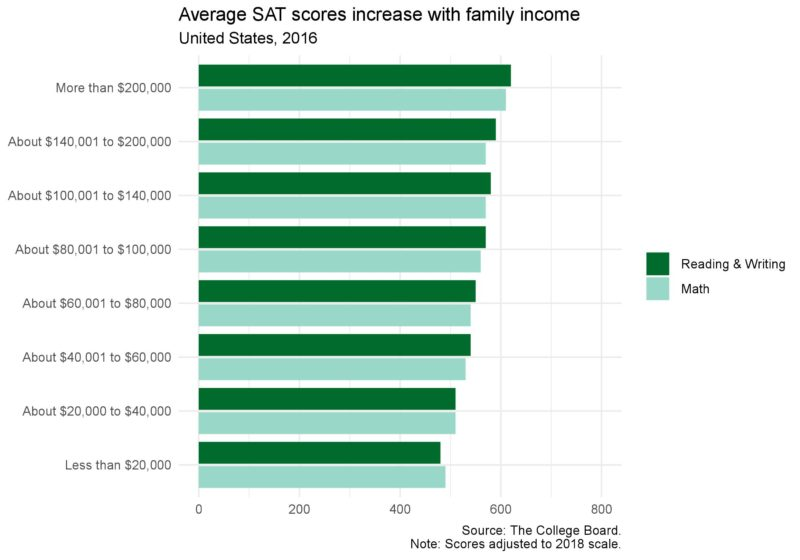 Average SAT scores increase with family income
United States, 2016
More than $200,000
About $140,001 to $200,000
About $100,001 to $140,000
About $80,001 to $100,000
About $60,001 to $80,000
About $40,001 to $60,000
About $20,000 to $40,000
Less than $20,000
0 200 400 600 800
Reading & Writing
Math
Source: The College Board.
Note: Scores adjusted to 2018 scale.